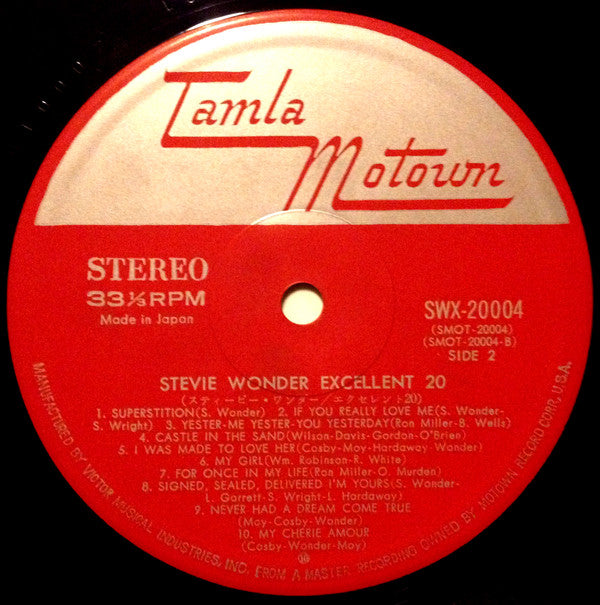 Tamla
Motown
STEREO
33⅓RPM
Made in Japan
SWX-20004
(SMOT-20004)
(SMOT-20004-B)
SIDE 2
STEVIE WONDER EXCELLENT 20
(スティービー・ワンダー/エクセレント20)
1. SUPERSTITION(S. Wonder) 2. IF YOU REALLY LOVE ME(S. Wonder-
S. Wright) 3. YESTER-ME YESTER-YOU YESTERDAY(Ron Miller-B. Wells)
4. CASTLE IN THE SAND(Wilson-Davis-Gordon-O'Brien)
5. I WAS MADE TO LOVE HER(Cosby-Moy-Hardaway-Wonder)
6. MY GIRL(Wm. Robinson-R. White)
7. FOR ONCE IN MY LIFE(Ron Miller-O. Murden)
8. SIGNED, SEALED, DELIVERED I'M YOURS(S. Wonder-
L. Garrett-S. Wright-L. Hardaway)
9. NEVER HAD A DREAM COME TRUE
(Moy-Cosby-Wonder)
10. MY CHERIE AMOUR
(Cosby-Wonder-Moy)
MANUFACTURED BY VICTOR MUSICAL INDUSTRIES, INC. FROM A MASTER RECORDING OWNED BY MOTOWN RECORD CORP., U.S.A.